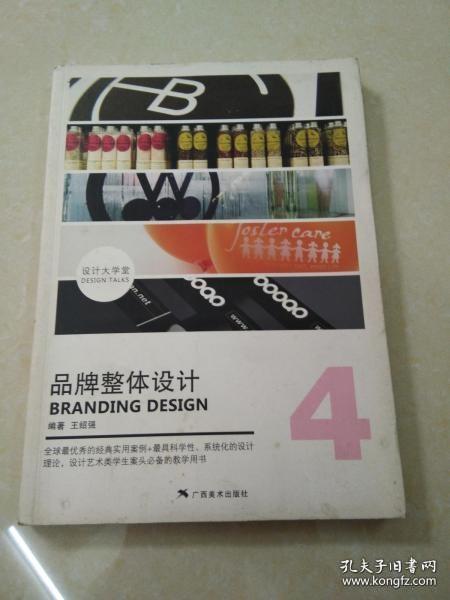 AB
foster care
设计大学堂
DESIGN TALKS
OOQO
OOQO
www.
品牌整体设计
BRANDING DESIGN
编著 王绍强
4
全球最优秀的经典实用案例+最具科学性、系统化的设计
理论，设计艺术类学生案头必备的教学用书
广西美术出版社
孔夫子旧书网
www.kongfz.com